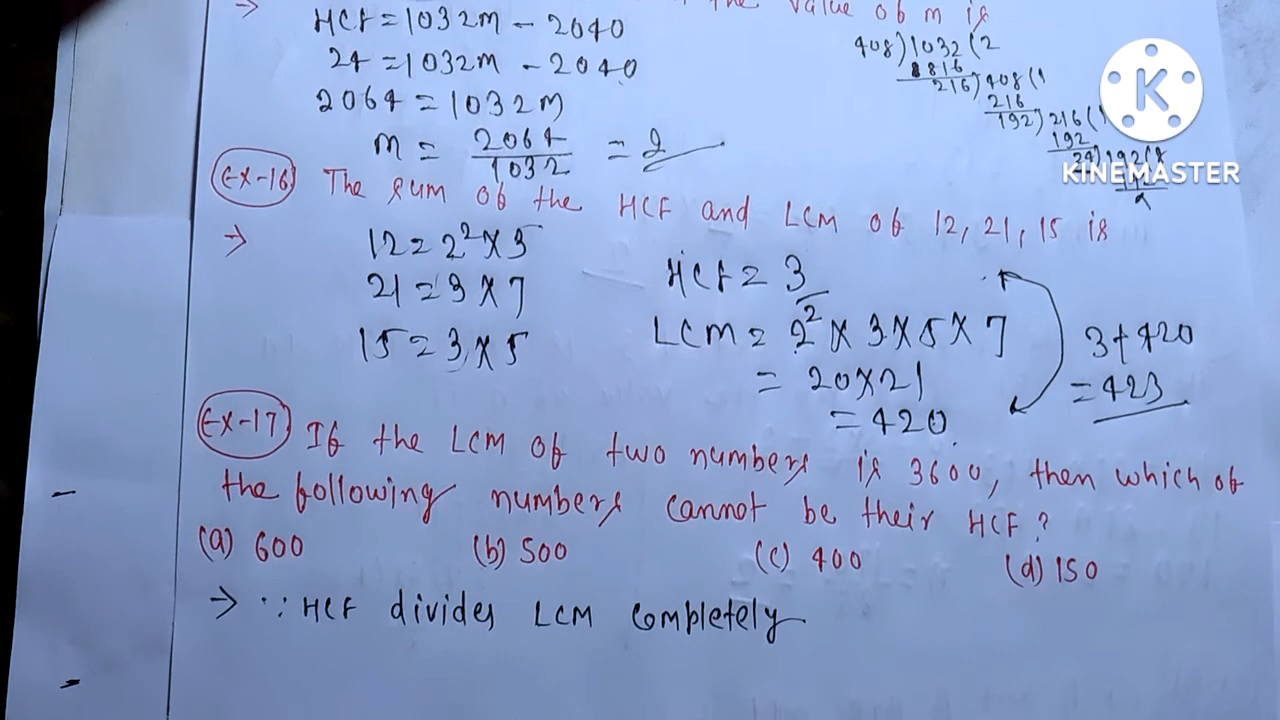 the value of m is
→ HCF = 1032m - 2040
24 = 1032m - 2040
2064 = 1032m
m = 2064/1032 = 2
408)1032(2
816
216)408(1
216
192)216(1
192
24)192(8
KINEMASTER
Ex-16 The sum of the HCF and LCM of 12, 21, 15 is
→ 12 = 2² × 3
21 = 3 × 7
15 = 3 × 5
HCF = 3
LCM = 2² × 3 × 5 × 7
= 20 × 21
= 420
3 + 420
= 423
Ex-17 If the LCM of two numbers is 3600, then which of
the following numbers cannot be their HCF?
(a) 600 (b) 500 (c) 400 (d) 150
→ ∵ HCF divides LCM completely